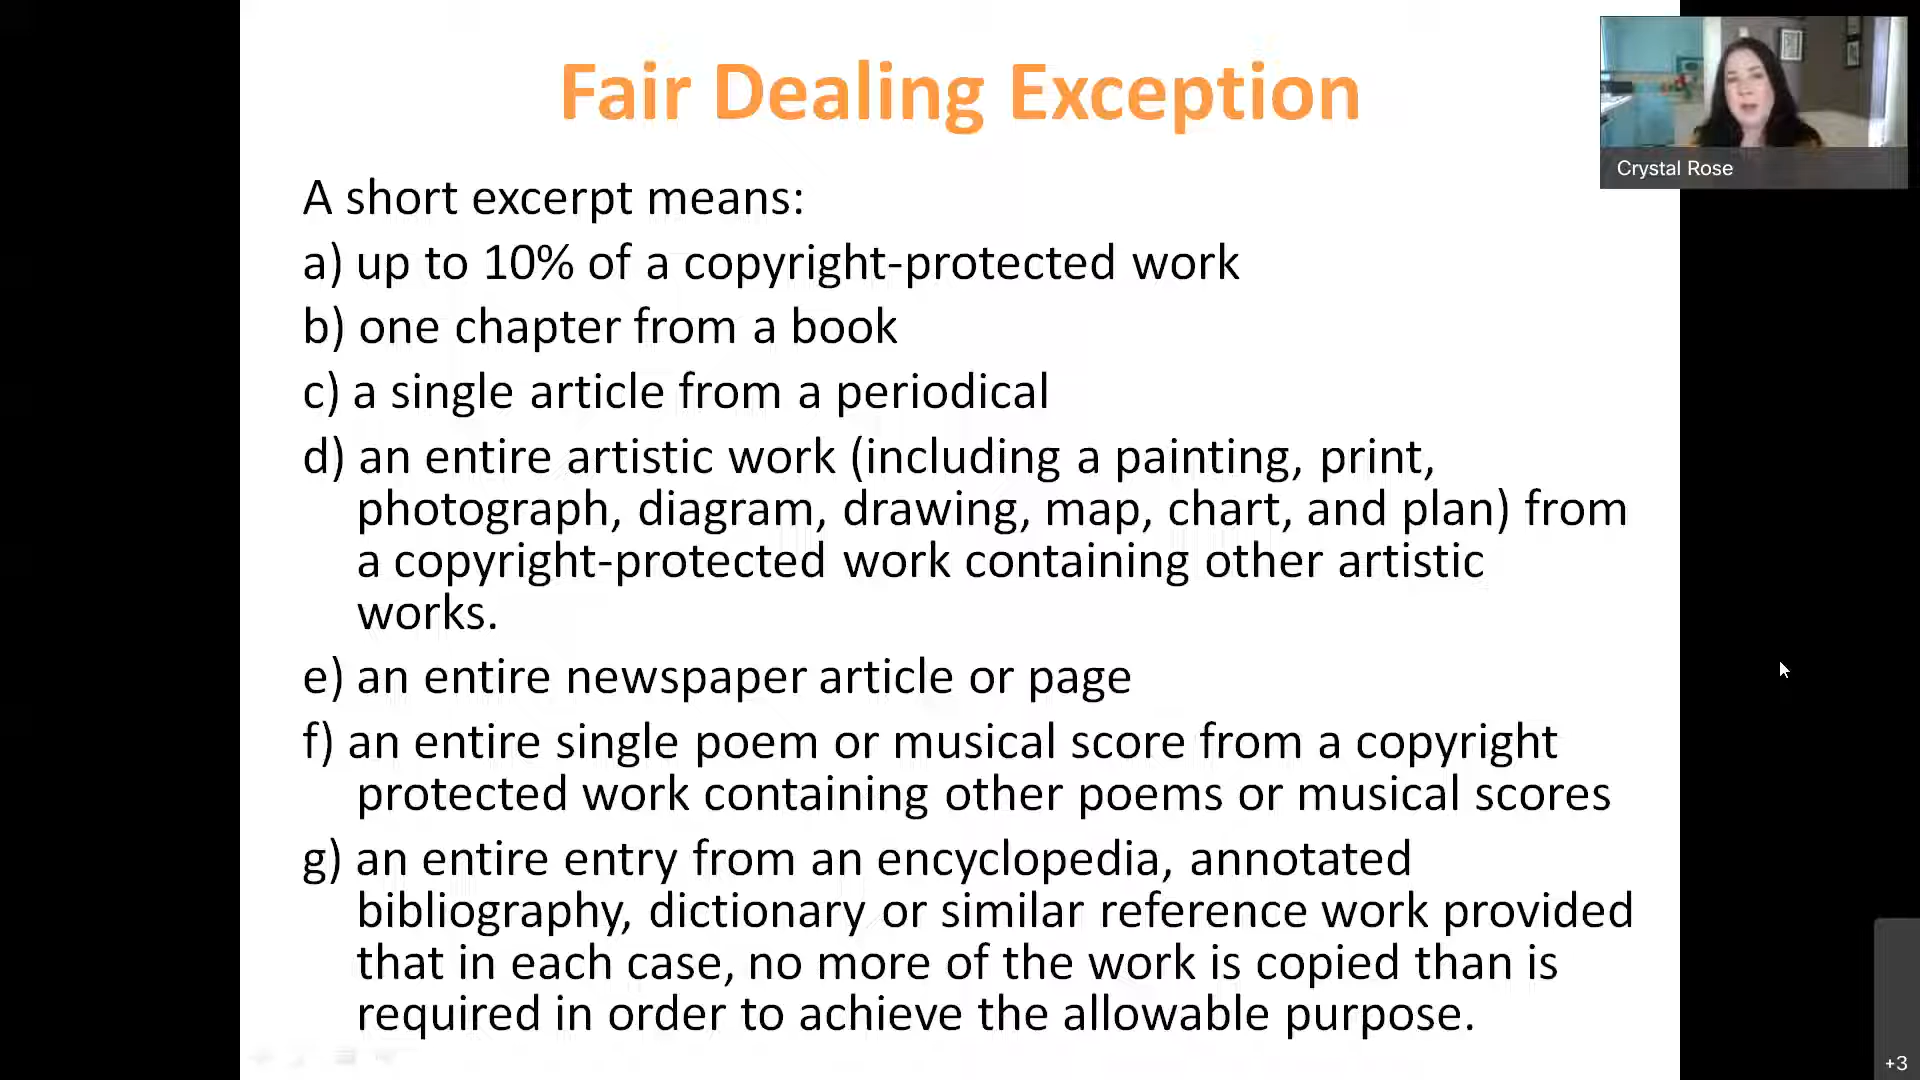 Fair Dealing Exception
A short excerpt means:
a) up to 10% of a copyright-protected work
b) one chapter from a book
c) a single article from a periodical
d) an entire artistic work (including a painting, print,
photograph, diagram, drawing, map, chart, and plan) from
a copyright-protected work containing other artistic
works.
e) an entire newspaper article or page
f) an entire single poem or musical score from a copyright
protected work containing other poems or musical scores
g) an entire entry from an encyclopedia, annotated
bibliography, dictionary or similar reference work provided
that in each case, no more of the work is copied than is
required in order to achieve the allowable purpose.
Crystal Rose
+3